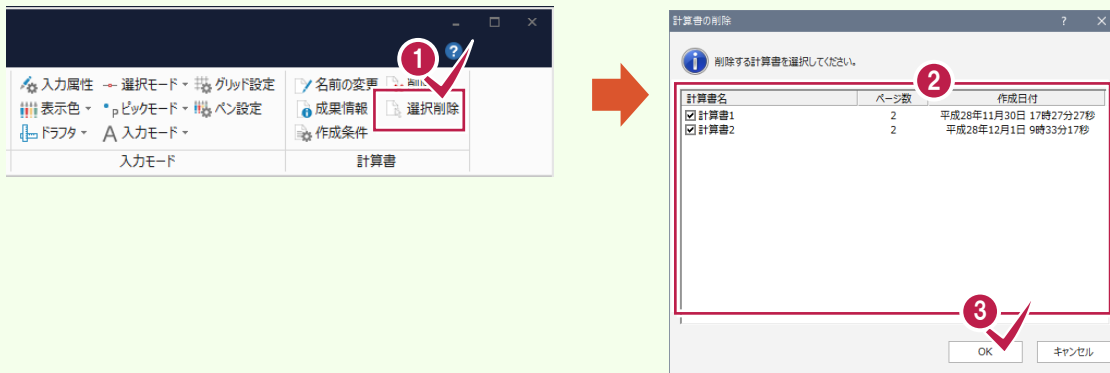 1
入力属性 選択モード グリッド設定
表示色 ピックモード ペン設定
ドラフタ 入力モード
入力モード
名前の変更
成果情報 選択削除
作成条件
計算書
計算書の削除
削除する計算書を選択してください。
2
計算書名 ページ数 作成日付
計算書1 2 平成28年11月30日 17時27分27秒
計算書2 2 平成28年12月1日 9時33分17秒
3
OK キャンセル